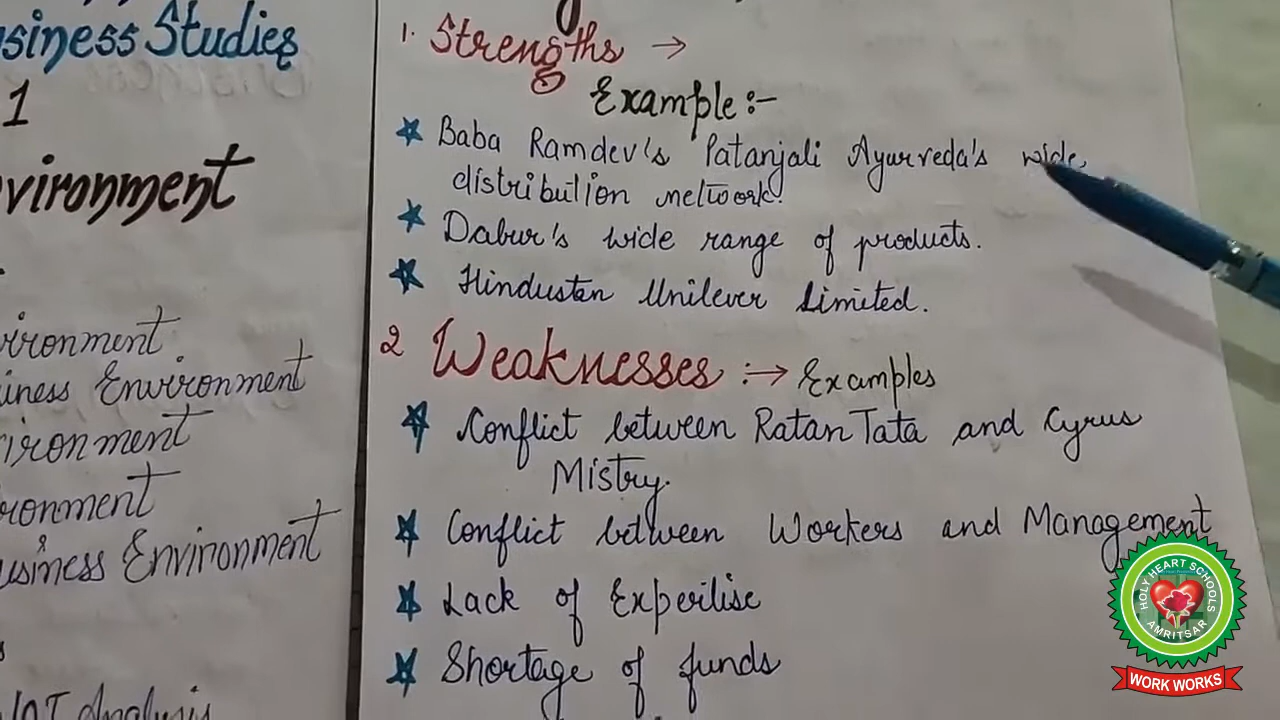 siness Studies
1
vironment
vironment
iness Environment
ironment
ronment
usiness Environment
s
Analysis
1. Strengths →
Example :-
Baba Ramdev's Patanjali Ayurveda's wide
distribution network.
Dabur's wide range of products.
Hindustan Unilever Limited.
2 Weaknesses :→ Examples
Conflict between Ratan Tata and Cyrus
Mistry.
Conflict between Workers and Management
Lack of Expertise
Shortage of funds
HOLY HEART SCHOOLS
AMRITSAR
WORK WORKS